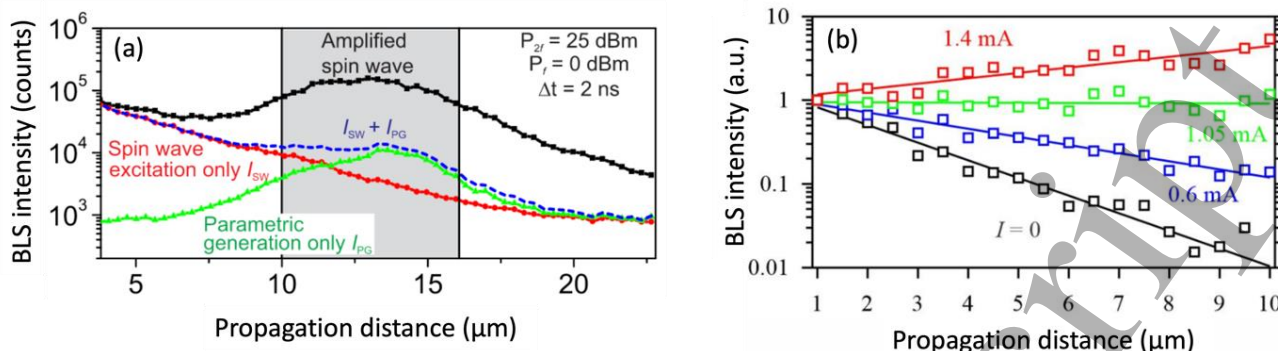 (a)
Amplified
spin wave
P2f = 25 dBm
Pf = 0 dBm
Δt = 2 ns
ISW + IPG
Spin wave
excitation only ISW
Parametric
generation only IPG
10^6
10^5
10^4
10^3
5 10 15 20
BLS intensity (counts)
Propagation distance (μm)
(b)
1.4 mA
1.05 mA
0.6 mA
I = 0
10
1
0.1
0.01
1 2 3 4 5 6 7 8 9 10
BLS intensity (a.u.)
Propagation distance (μm)
ript